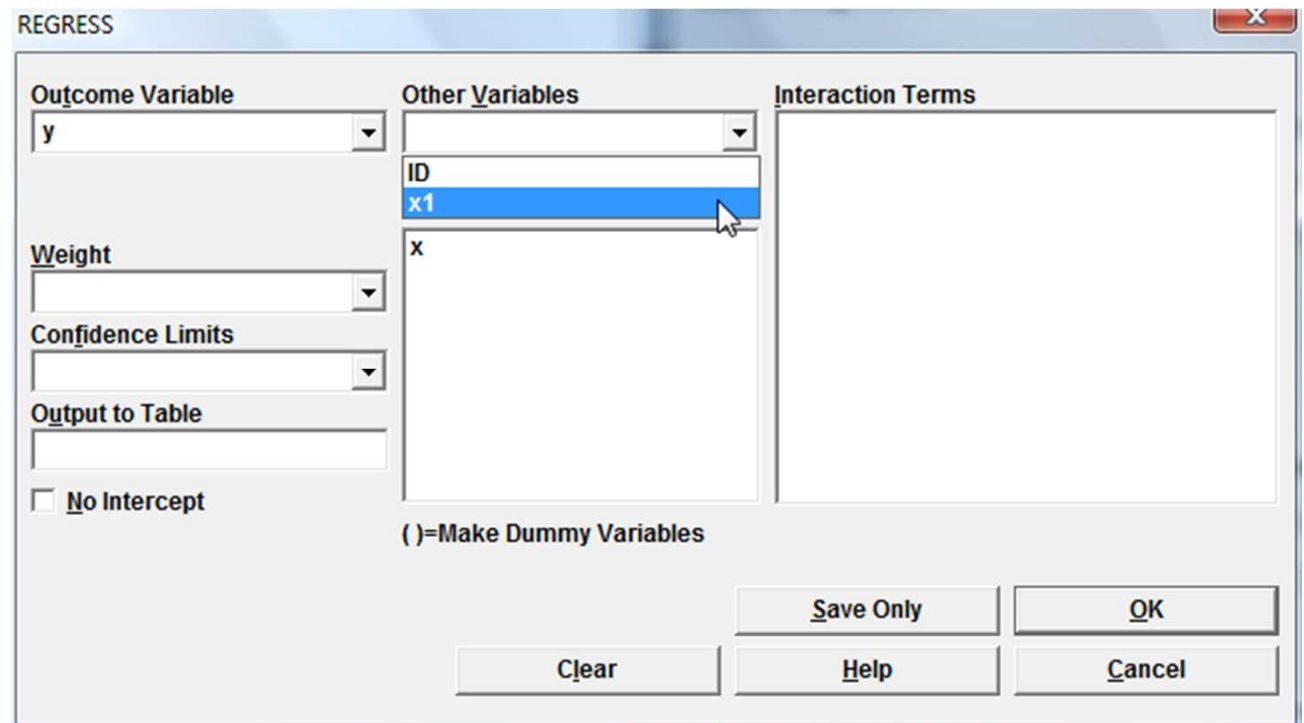 REGRESS
x
Outcome Variable
y
Other Variables
ID
x1
x
Interaction Terms
Weight
Confidence Limits
Output to Table
No Intercept
( )=Make Dummy Variables
Save Only
OK
Clear
Help
Cancel